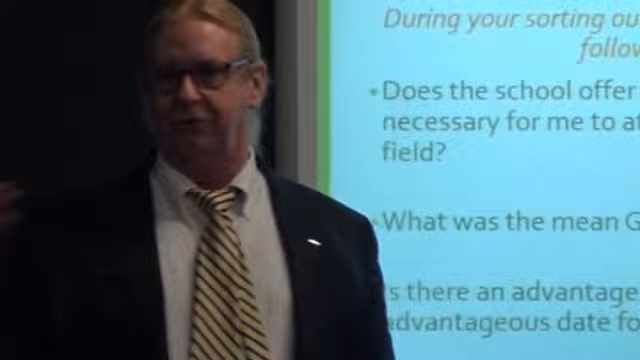 During your sorting ou
follow
•Does the school offer
necessary for me to at
field?
•What was the mean G
Is there an advantage
advantageous date fo